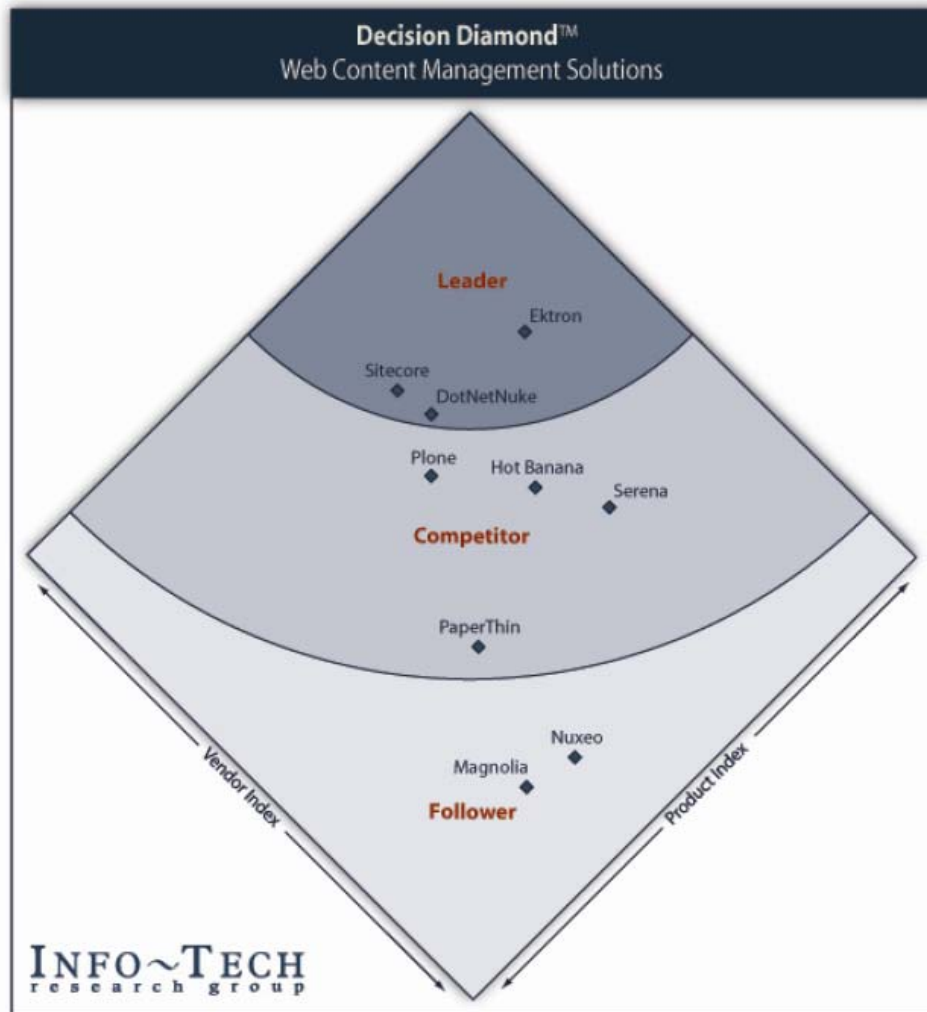 Decision Diamond™
Web Content Management Solutions
Leader
Ektron
Sitecore
DotNetNuke
Plone
Hot Banana
Serena
Competitor
PaperThin
Nuxeo
Magnolia
Follower
Vendor Index
Product Index
INFO~TECH
research group